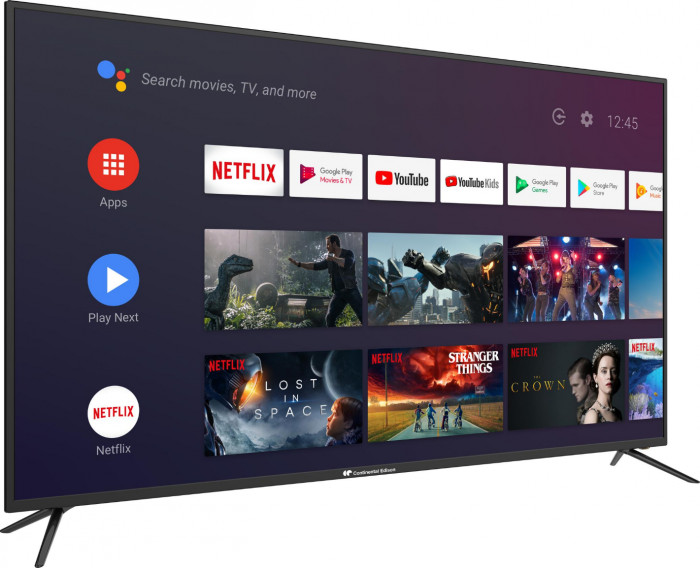 Search movies, TV, and more
12:45
Apps
NETFLIX
Google Play
Movies & TV
YouTube
YouTube Kids
Google Play
Games
Google Play
Store
Goog
Music
Play Next
NETFLIX
Netflix
NETFLIX
LOST
IN
SPACE
NETFLIX
STRANGER
THINGS
NETFLIX
THE
CROWN
NETFLIX
Continental Edison